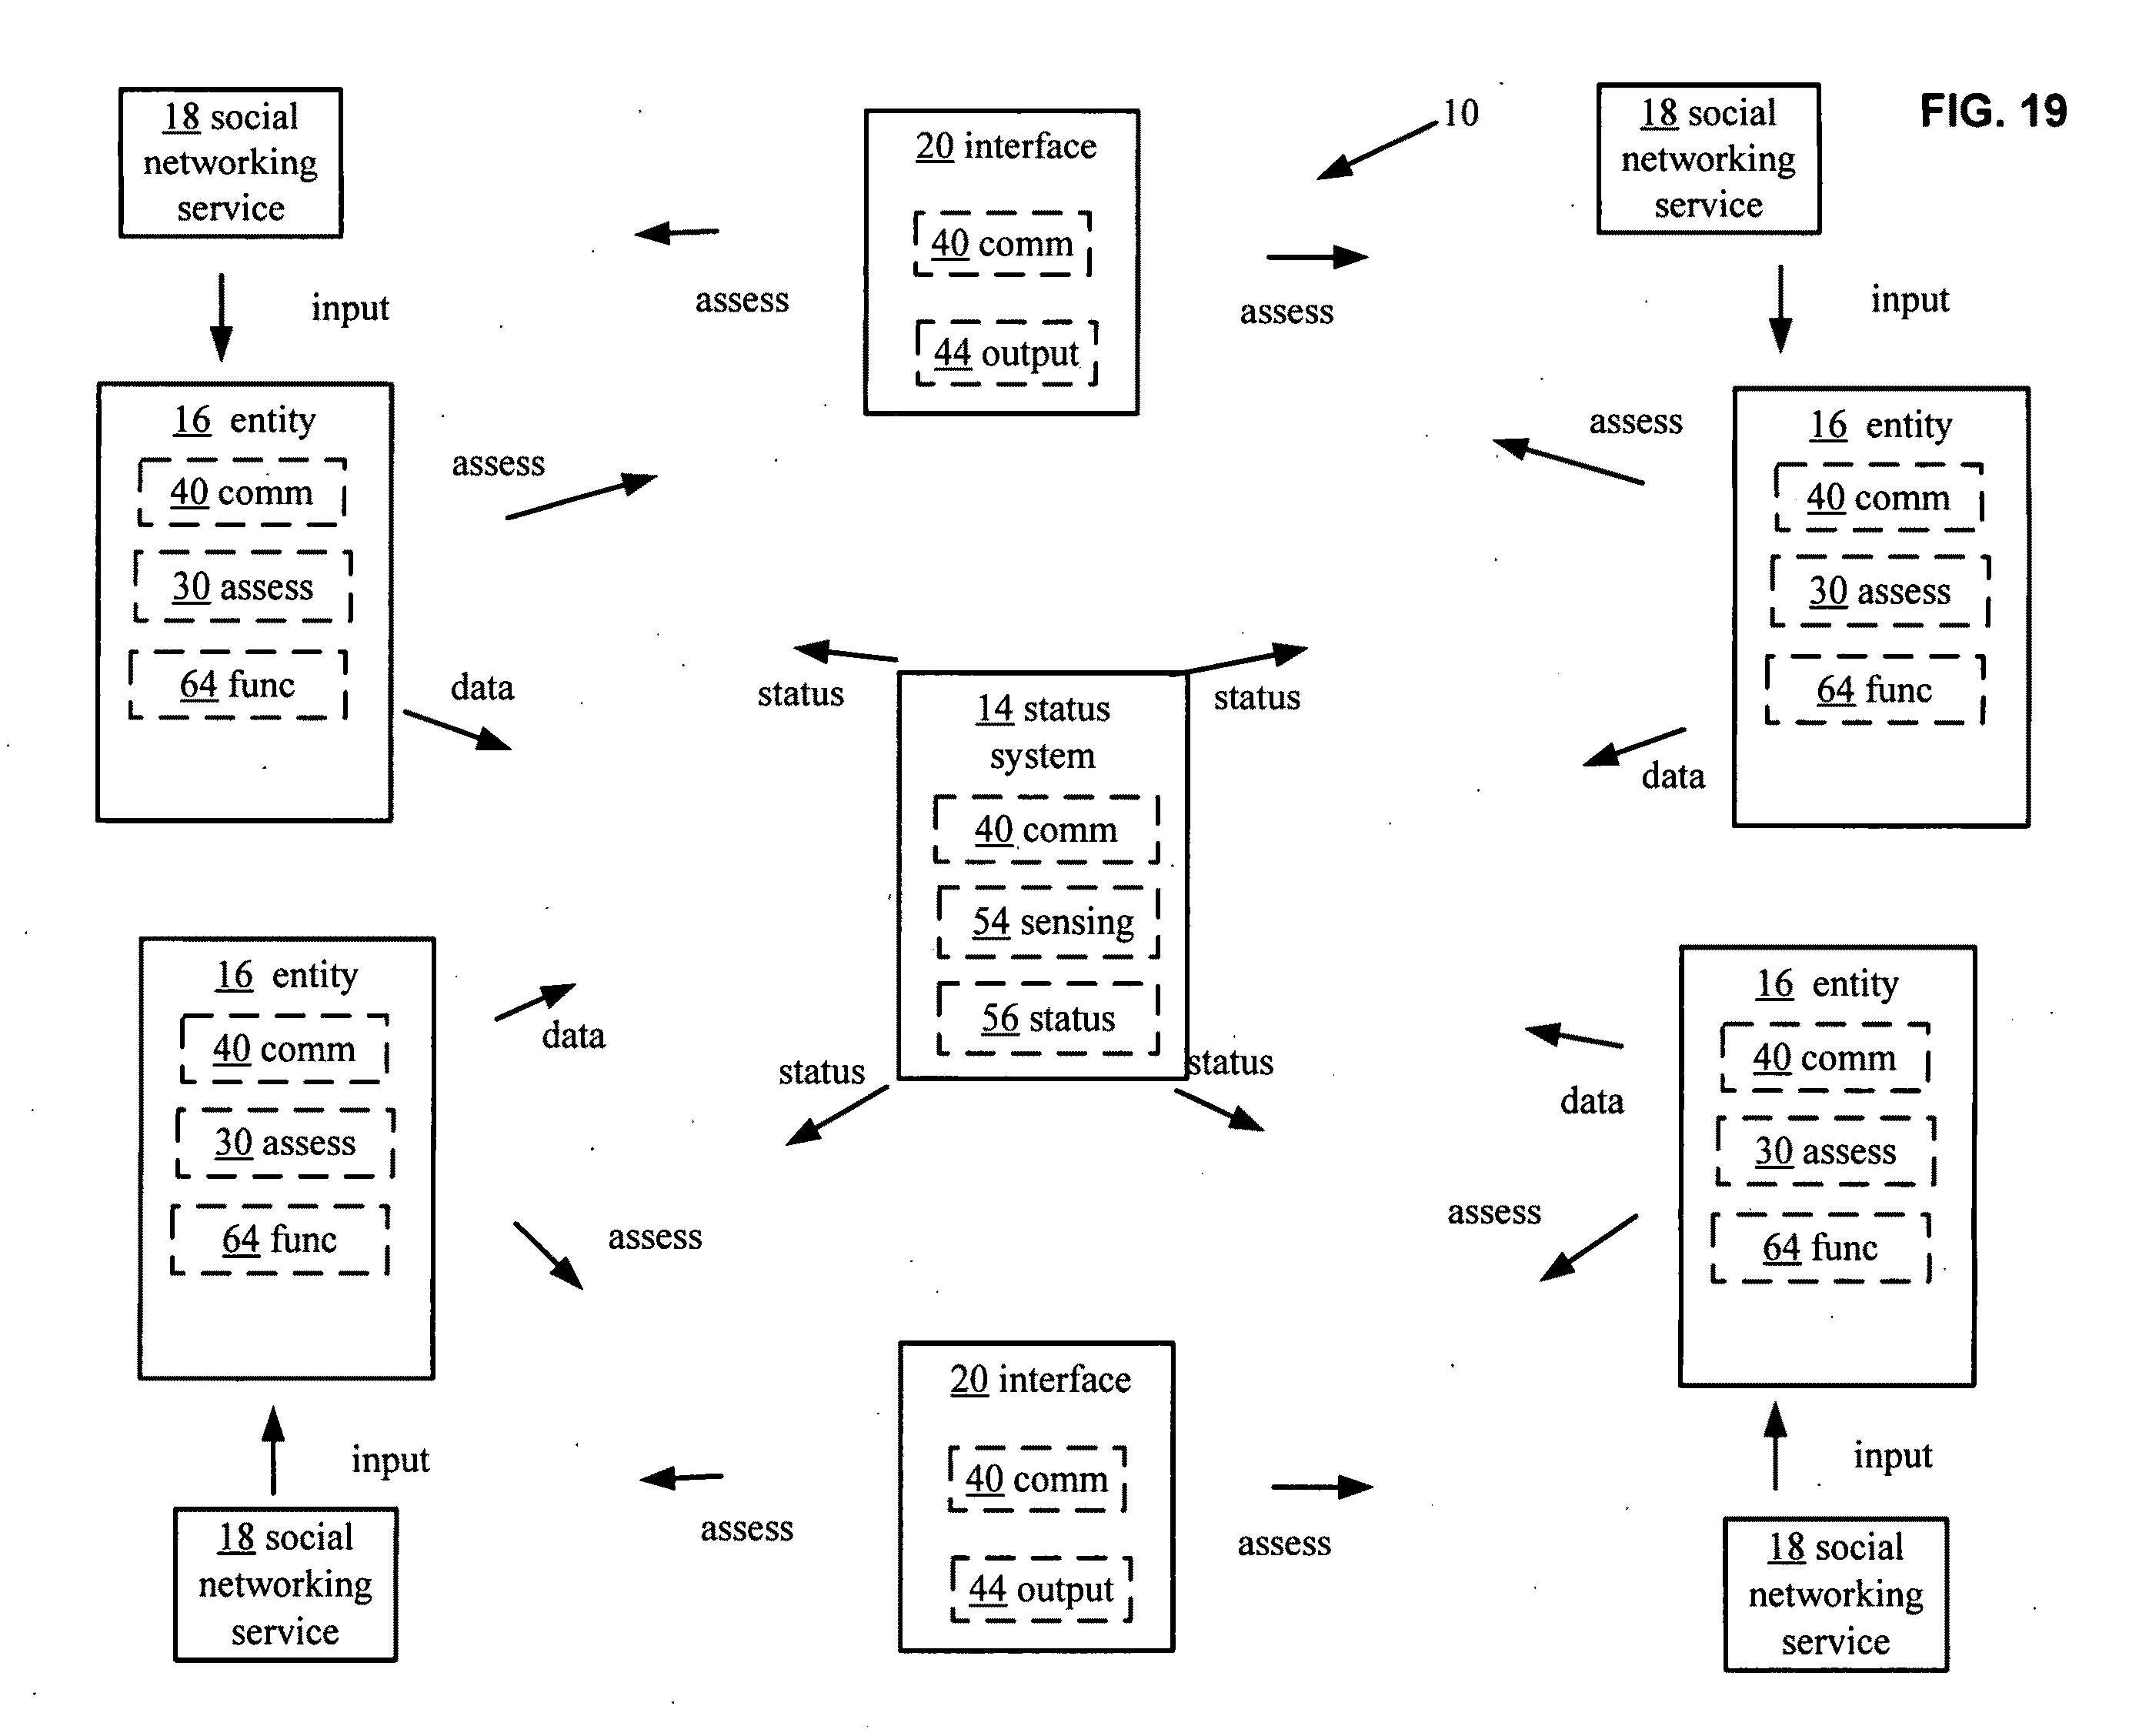 FIG. 19
10
18 social
networking
service
input
20 interface
40 comm
44 output
assess
assess
18 social
networking
service
input
16 entity
40 comm
30 assess
64 func
assess
data
assess
16 entity
40 comm
30 assess
64 func
data
status
status
14 status
system
40 comm
54 sensing
56 status
status
status
16 entity
40 comm
30 assess
64 func
data
assess
16 entity
40 comm
30 assess
64 func
data
assess
input
18 social
networking
service
20 interface
40 comm
44 output
assess
assess
input
18 social
networking
service